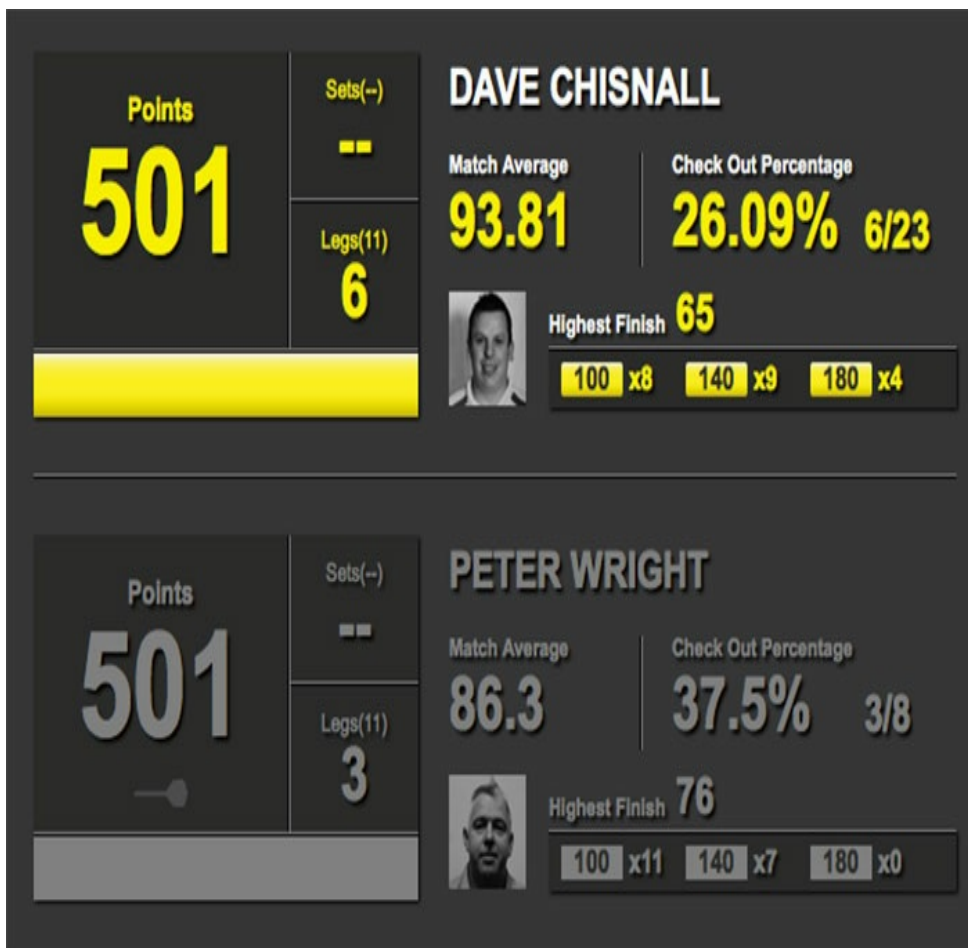 Points
501
Sets(--)
--
Legs(11)
6
DAVE CHISNALL
Match Average
93.81
Check Out Percentage
26.09% 6/23
Highest Finish 65
100 x8 140 x9 180 x4
Points
501
Sets(--)
--
Legs(11)
3
PETER WRIGHT
Match Average
86.3
Check Out Percentage
37.5% 3/8
Highest Finish 76
100 x11 140 x7 180 x0